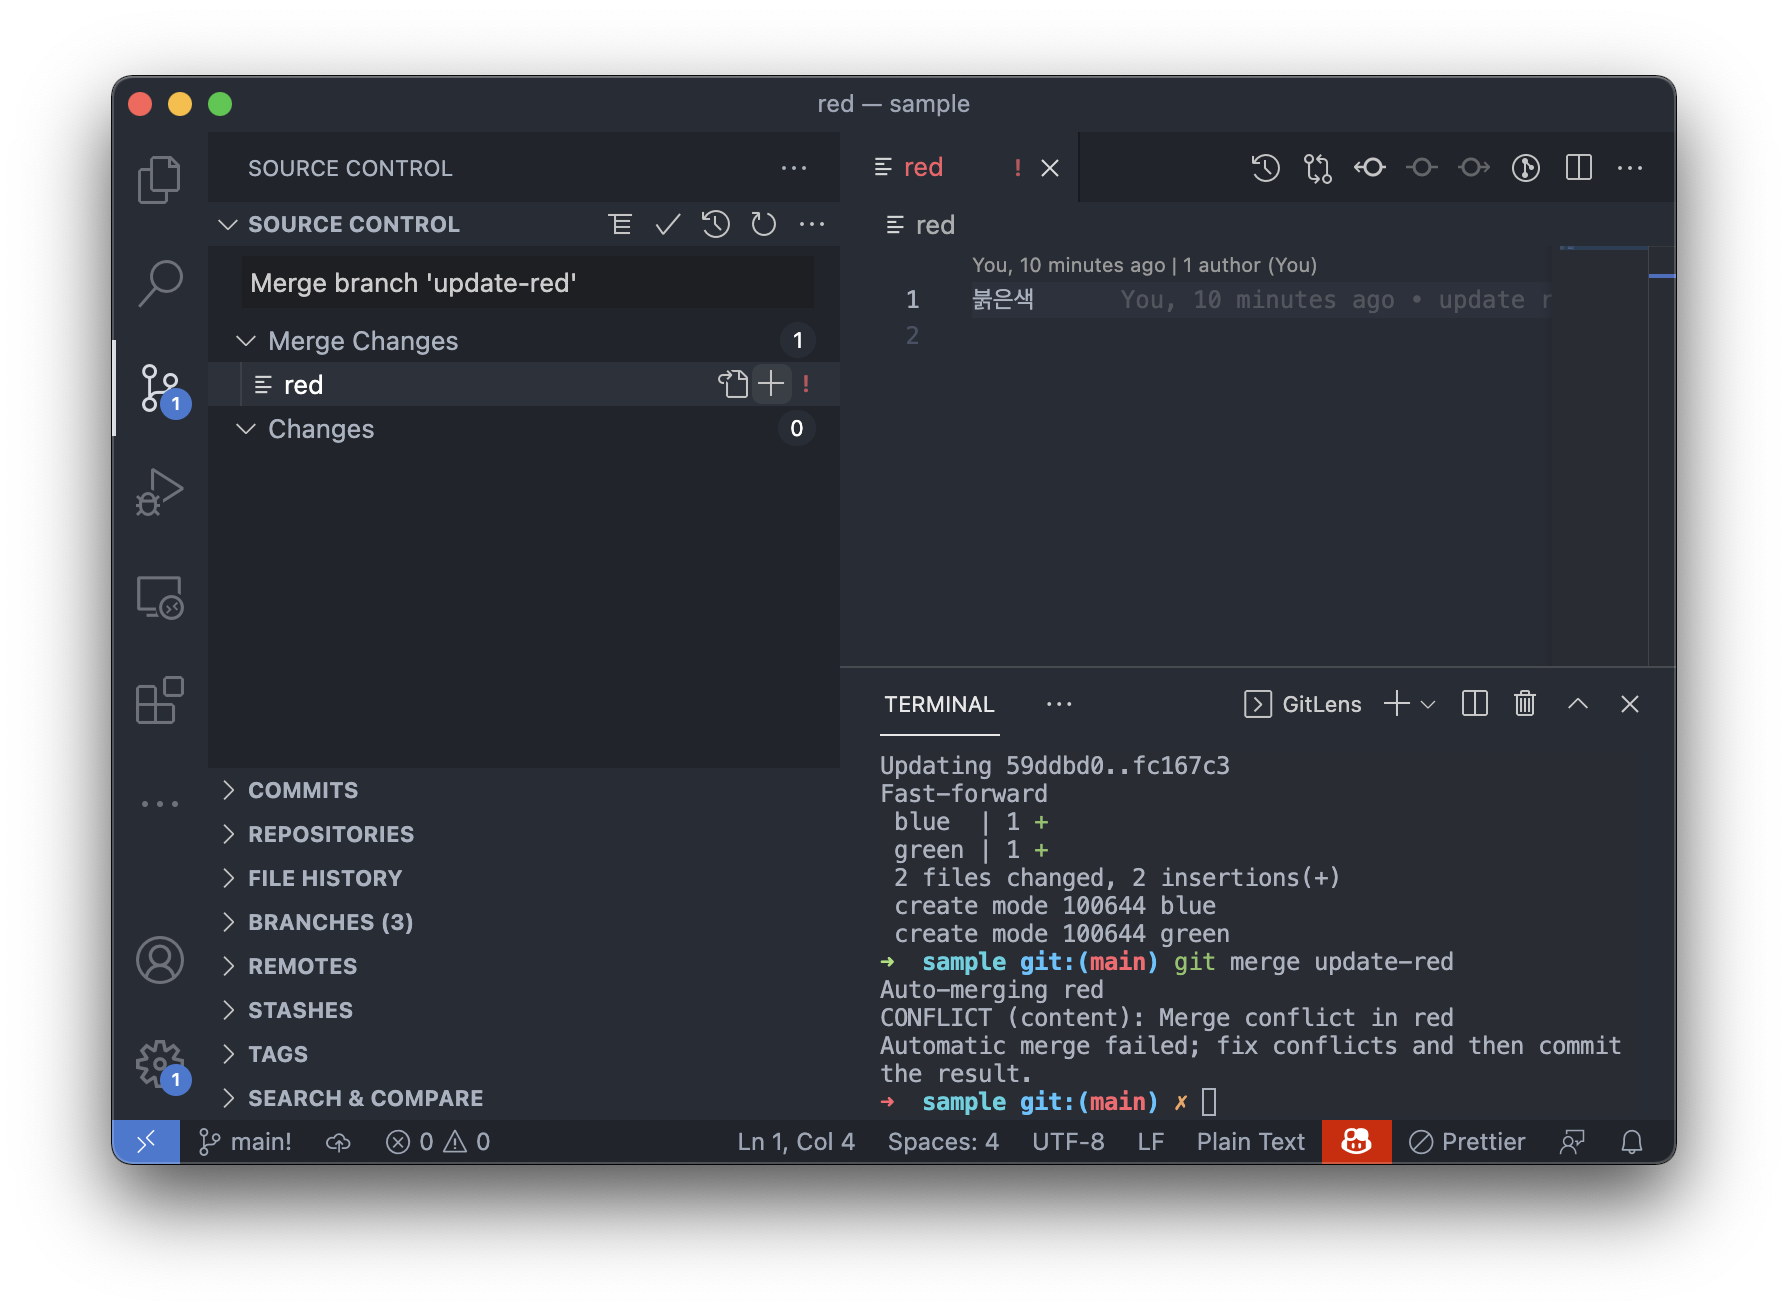 red — sample
SOURCE CONTROL
SOURCE CONTROL
Merge branch 'update-red'
Merge Changes 1
red !
Changes 0
1
COMMITS
REPOSITORIES
FILE HISTORY
BRANCHES (3)
REMOTES
STASHES
TAGS
SEARCH & COMPARE
1
red !
red
You, 10 minutes ago | 1 author (You)
1 붉은색 You, 10 minutes ago • update r
2
TERMINAL GitLens
Updating 59ddbd0..fc167c3
Fast-forward
blue | 1 +
green | 1 +
2 files changed, 2 insertions(+)
create mode 100644 blue
create mode 100644 green
➜ sample git:(main) git merge update-red
Auto-merging red
CONFLICT (content): Merge conflict in red
Automatic merge failed; fix conflicts and then commit
the result.
➜ sample git:(main) ✗
main! 0 0 Ln 1, Col 4 Spaces: 4 UTF-8 LF Plain Text Prettier